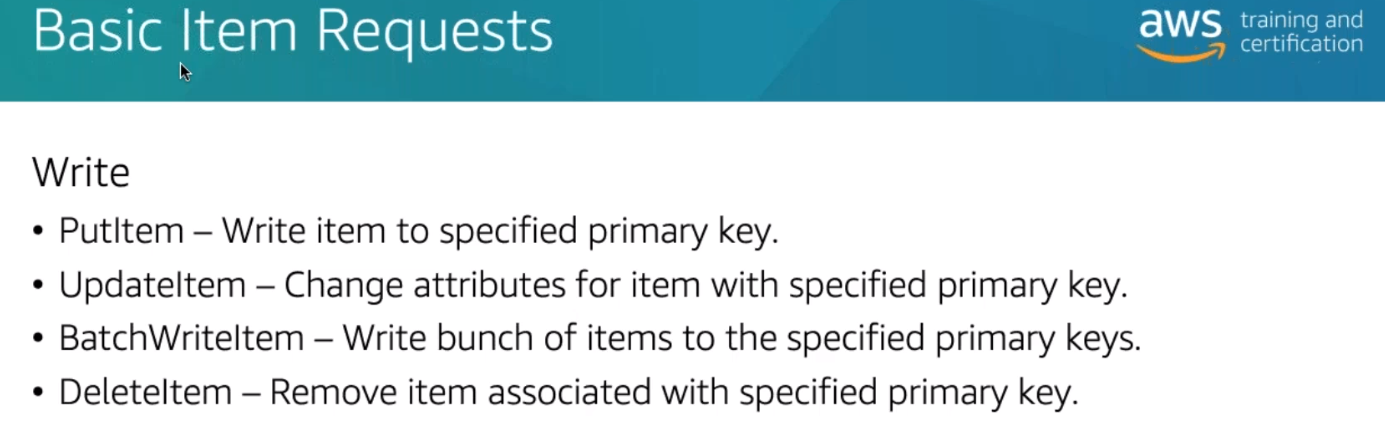 Basic Item Requests
aws training and
certification
Write
• PutItem – Write item to specified primary key.
• UpdateItem – Change attributes for item with specified primary key.
• BatchWriteItem – Write bunch of items to the specified primary keys.
• DeleteItem – Remove item associated with specified primary key.